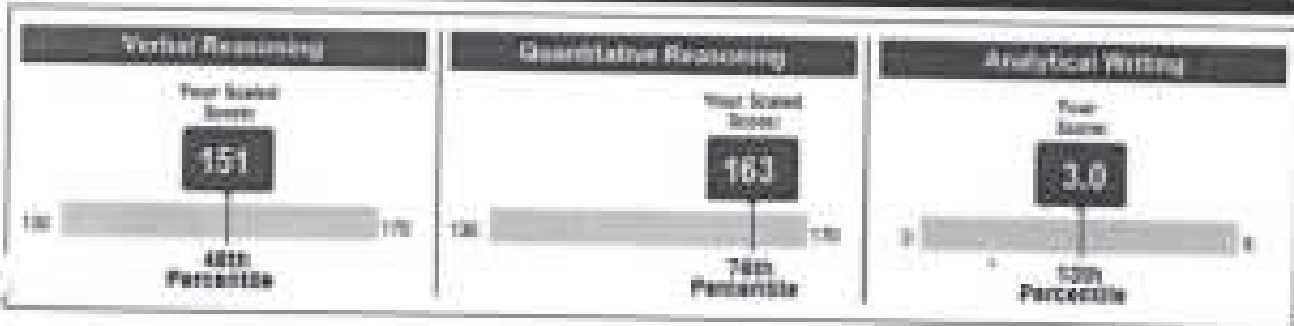 Verbal Reasoning
Your Scaled
Score:
151
130 170
Percentile
Quantitative Reasoning
Your Scaled
Score:
163
130 170
Percentile
Analytical Writing
Your
Score:
3.0
0 6
Percentile